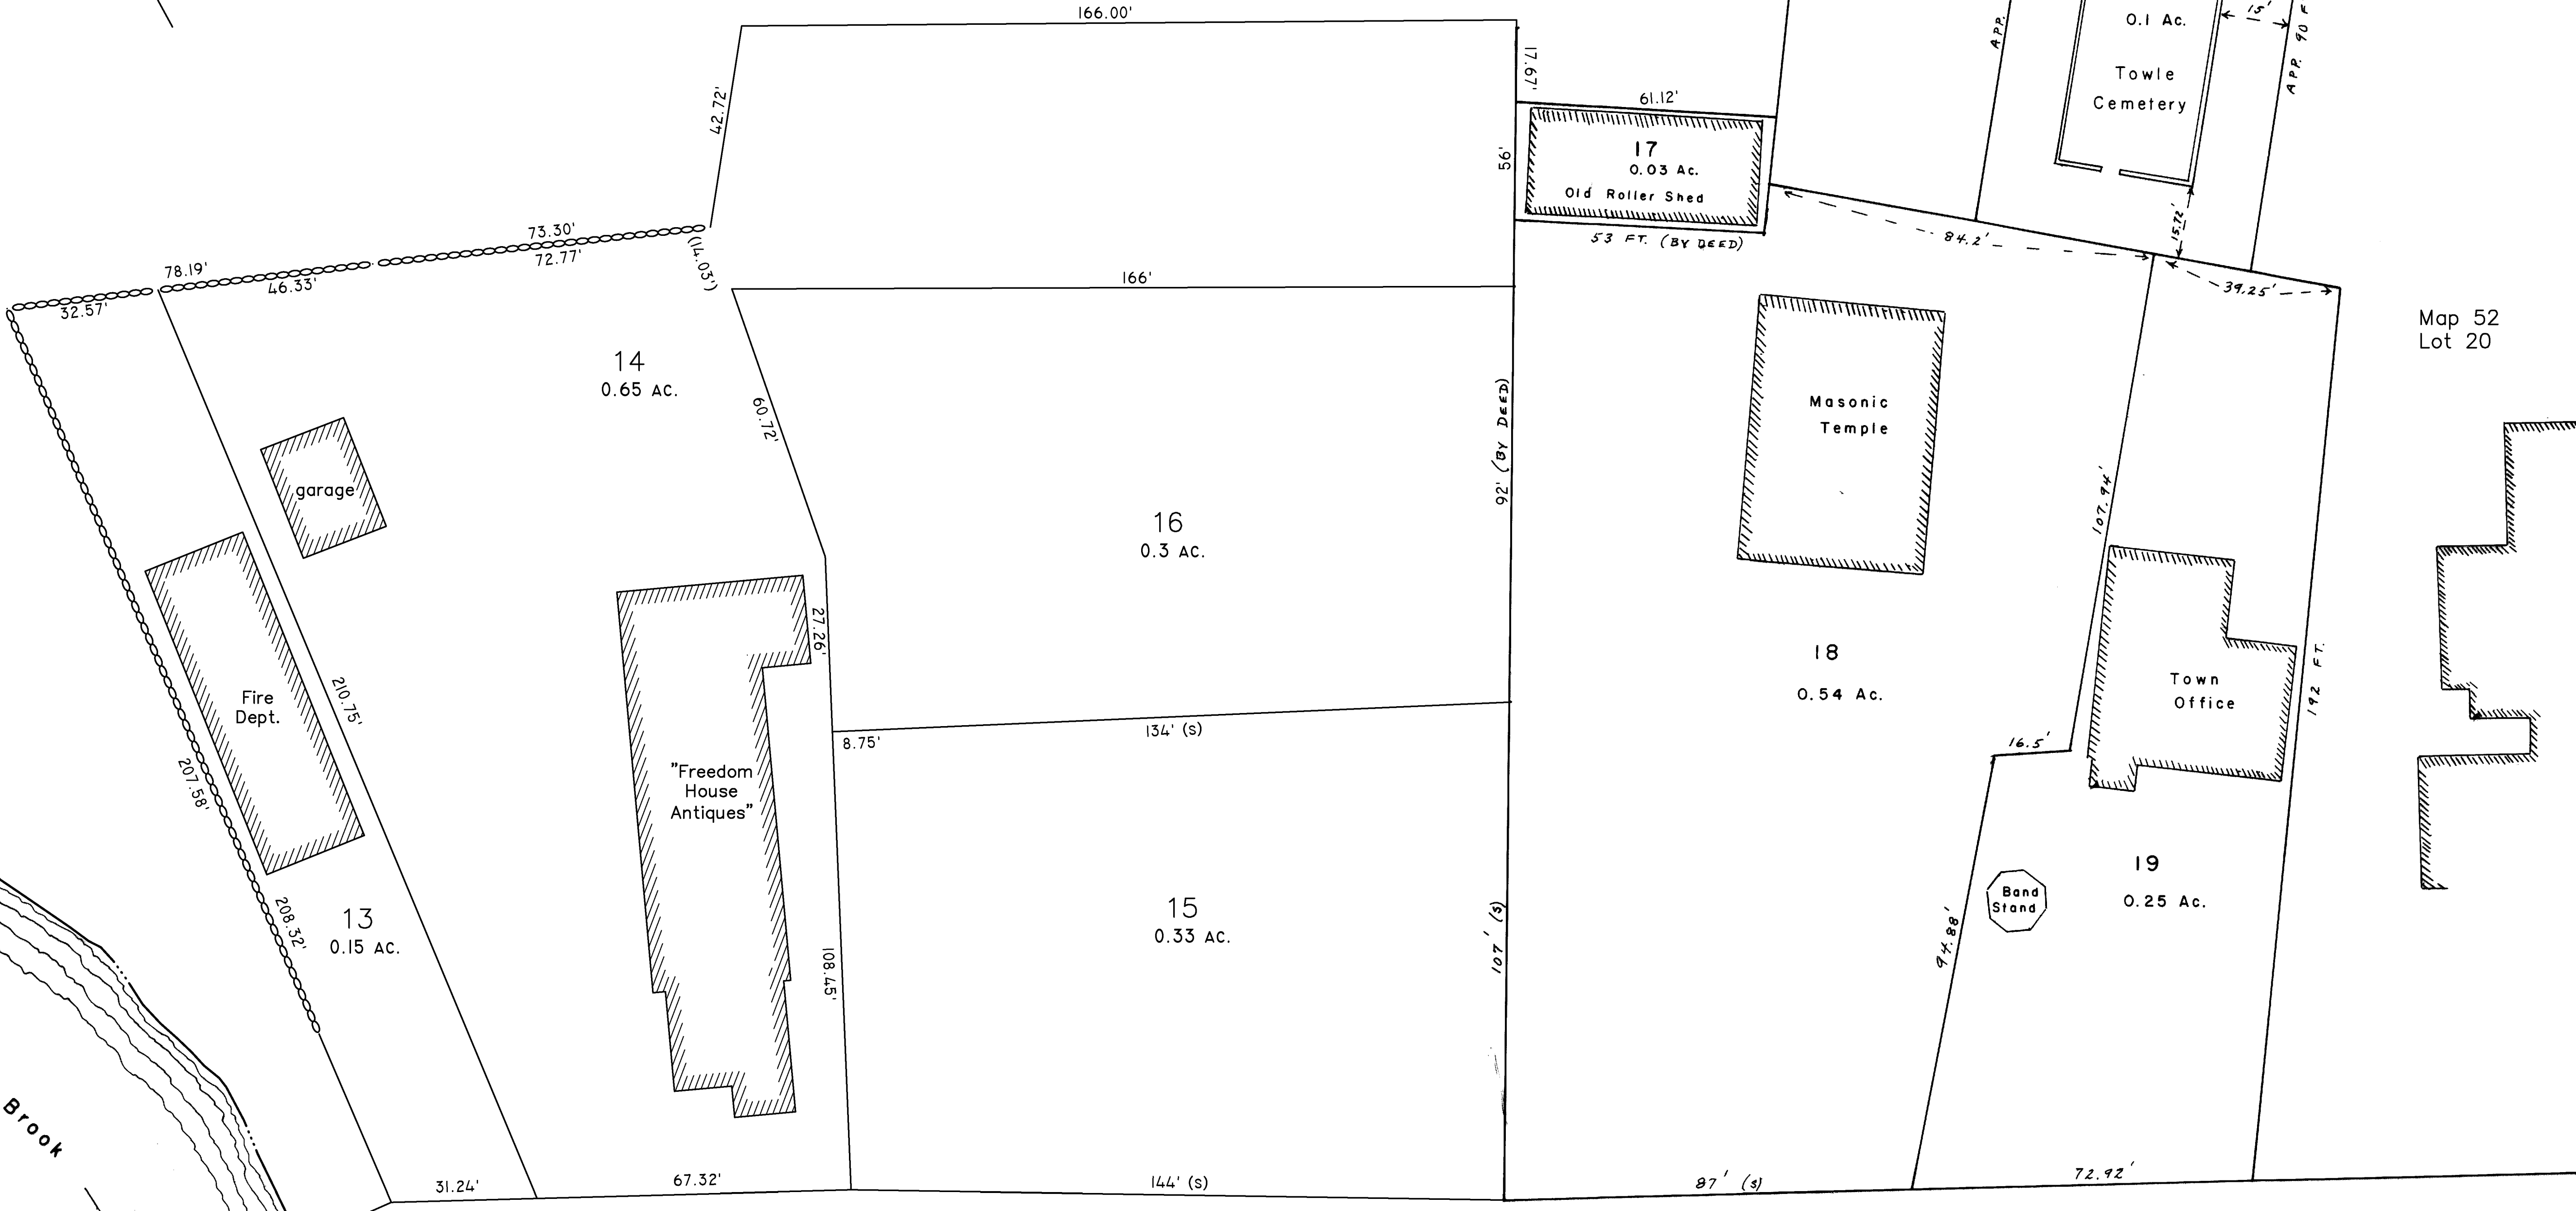 166.00'
42.72'
17.67'
61.12'
56'
17
0.03 Ac.
Old Roller Shed
53 FT. (BY DEED)
APP.
0.1 Ac.
Towle
Cemetery
15'
APP. 90 F
15.72'
84.2'
39.25'
Map 52
Lot 20
73.30'
72.77'
(14.03')
78.19'
46.33'
32.57'
166'
14
0.65 AC.
60.72'
92' (BY DEED)
Masonic
Temple
107.94'
garage
16
0.3 AC.
27.26'
18
0.54 Ac.
Town
Office
192 FT.
Fire
Dept.
210.75'
207.58'
"Freedom
House
Antiques"
8.75'
134' (S)
16.5'
208.32'
13
0.15 AC.
108.45'
15
0.33 AC.
107' (S)
94.88'
Band
Stand
19
0.25 Ac.
Brook
31.24'
67.32'
144' (S)
87' (S)
72.92'